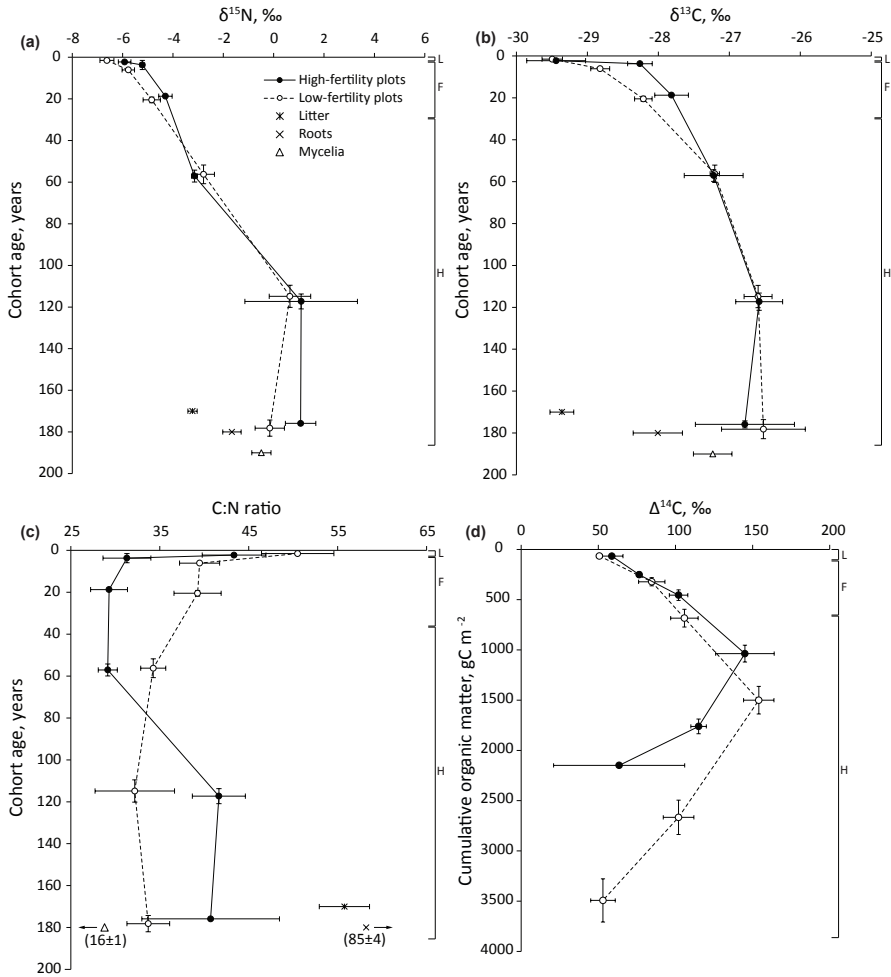 δ¹⁵N, ‰
(a)
-8 -6 -4 -2 0 2 4 6
0
20
40
60
80
100
120
140
160
180
200
Cohort age, years
High-fertility plots
Low-fertility plots
Litter
Roots
Mycelia
L
F
H
δ¹³C, ‰
(b)
-30 -29 -28 -27 -26 -25
0
20
40
60
80
100
120
140
160
180
200
Cohort age, years
L
F
H
C:N ratio
(c)
25 35 45 55 65
0
20
40
60
80
100
120
140
160
180
200
Cohort age, years
L
F
H
(16±1)
(85±4)
Δ¹⁴C, ‰
(d)
0 50 100 150 200
0
500
1000
1500
2000
2500
3000
3500
4000
Cumulative organic matter, gC m⁻²
L
F
H